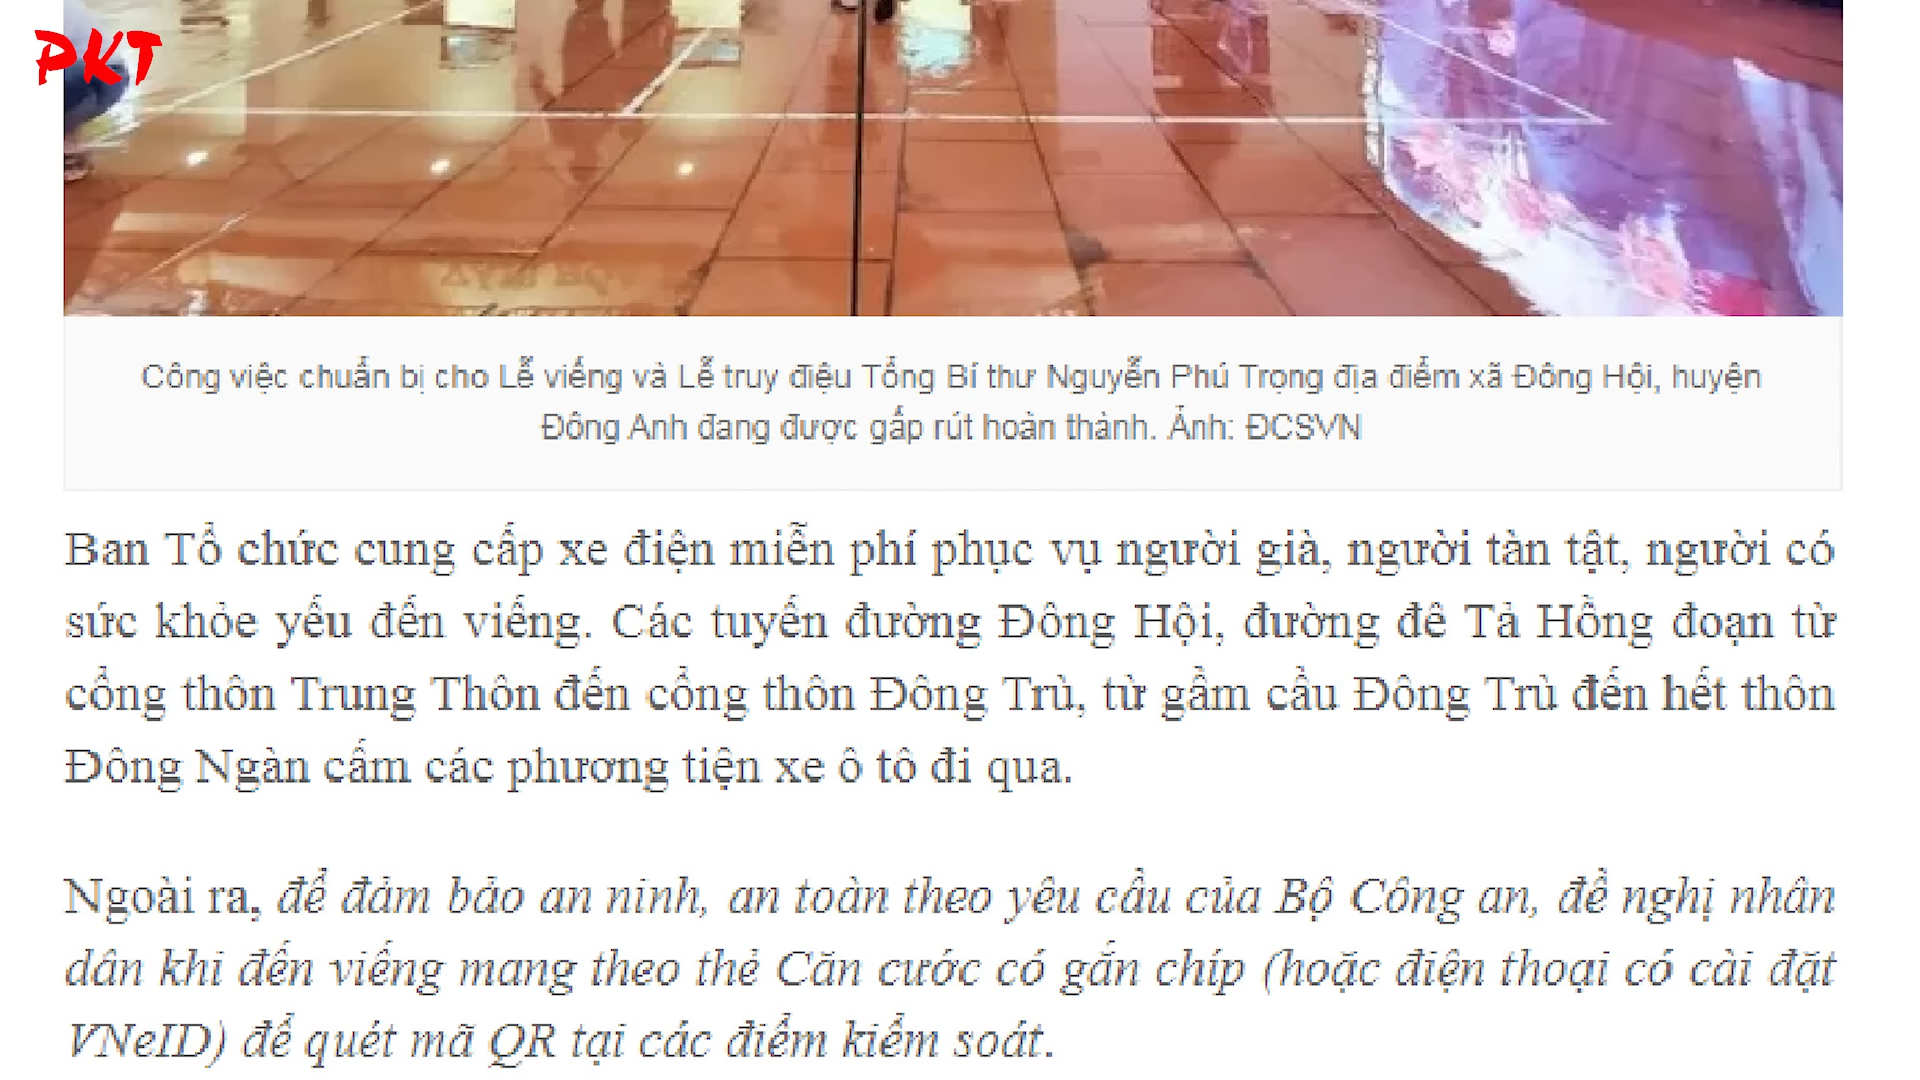 PKT
Công việc chuẩn bị cho Lễ viếng và Lễ truy điệu Tổng Bí thư Nguyễn Phú Trọng địa điểm xã Đông Hội, huyện
Đông Anh đang được gấp rút hoàn thành. Ảnh: ĐCSVN
Ban Tổ chức cung cấp xe điện miễn phí phục vụ người già, người tàn tật, người có
sức khỏe yếu đến viếng. Các tuyến đường Đông Hội, đường đê Tả Hồng đoạn từ
cổng thôn Trung Thôn đến cổng thôn Đông Trù, từ gầm cầu Đông Trù đến hết thôn
Đông Ngàn cấm các phương tiện xe ô tô đi qua.
Ngoài ra, để đảm bảo an ninh, an toàn theo yêu cầu của Bộ Công an, đề nghị nhân
dân khi đến viếng mang theo thẻ Căn cước có gắn chíp (hoặc điện thoại có cài đặt
VNeID) để quét mã QR tại các điểm kiểm soát.